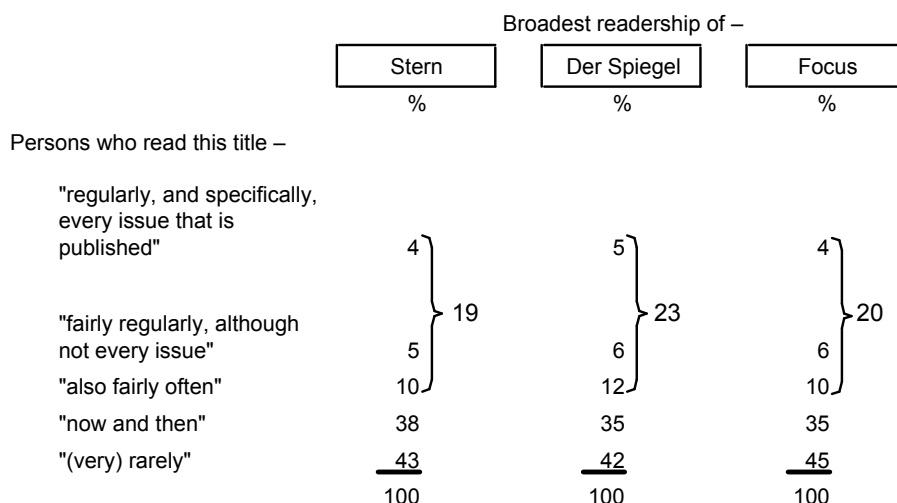 Broadest readership of –
Stern Der Spiegel Focus
% % %
Persons who read this title –
"regularly, and specifically,
every issue that is
published" 4 5 4
19 23 20
"fairly regularly, although
not every issue" 5 6 6
"also fairly often" 10 12 10
"now and then" 38 35 35
"(very) rarely" 43 42 45
100 100 100